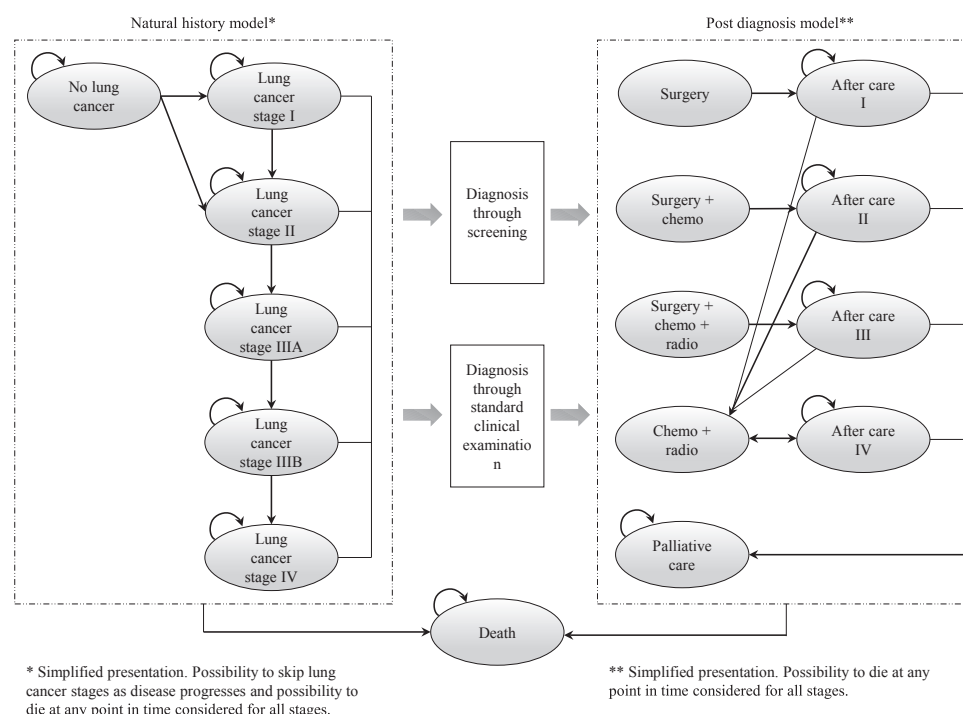 Natural history model*
No lung
cancer
Lung
cancer
stage I
Lung
cancer
stage II
Lung
cancer
stage IIIA
Lung
cancer
stage IIIB
Lung
cancer
stage IV
Diagnosis
through
screening
Diagnosis
through
standard
clinical
examinatio
n
Post diagnosis model**
Surgery
After care
I
Surgery +
chemo
After care
II
Surgery +
chemo +
radio
After care
III
Chemo +
radio
After care
IV
Palliative
care
Death
* Simplified presentation. Possibility to skip lung
cancer stages as disease progresses and possibility to
die at any point in time considered for all stages.
** Simplified presentation. Possibility to die at any
point in time considered for all stages.